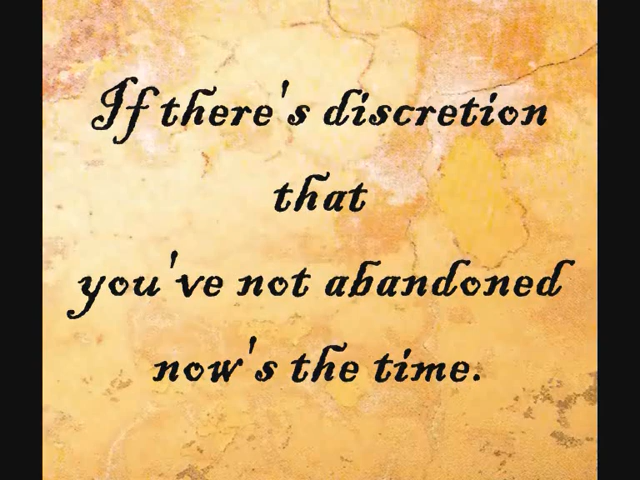 If there's discretion
that
you've not abandoned
now's the time.